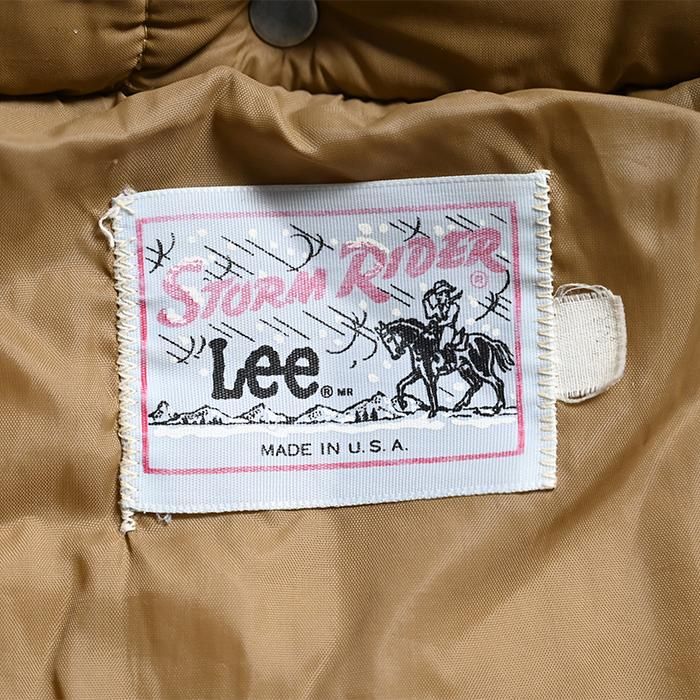 STORM RIDER ®
Lee ® MR
MADE IN U.S.A.